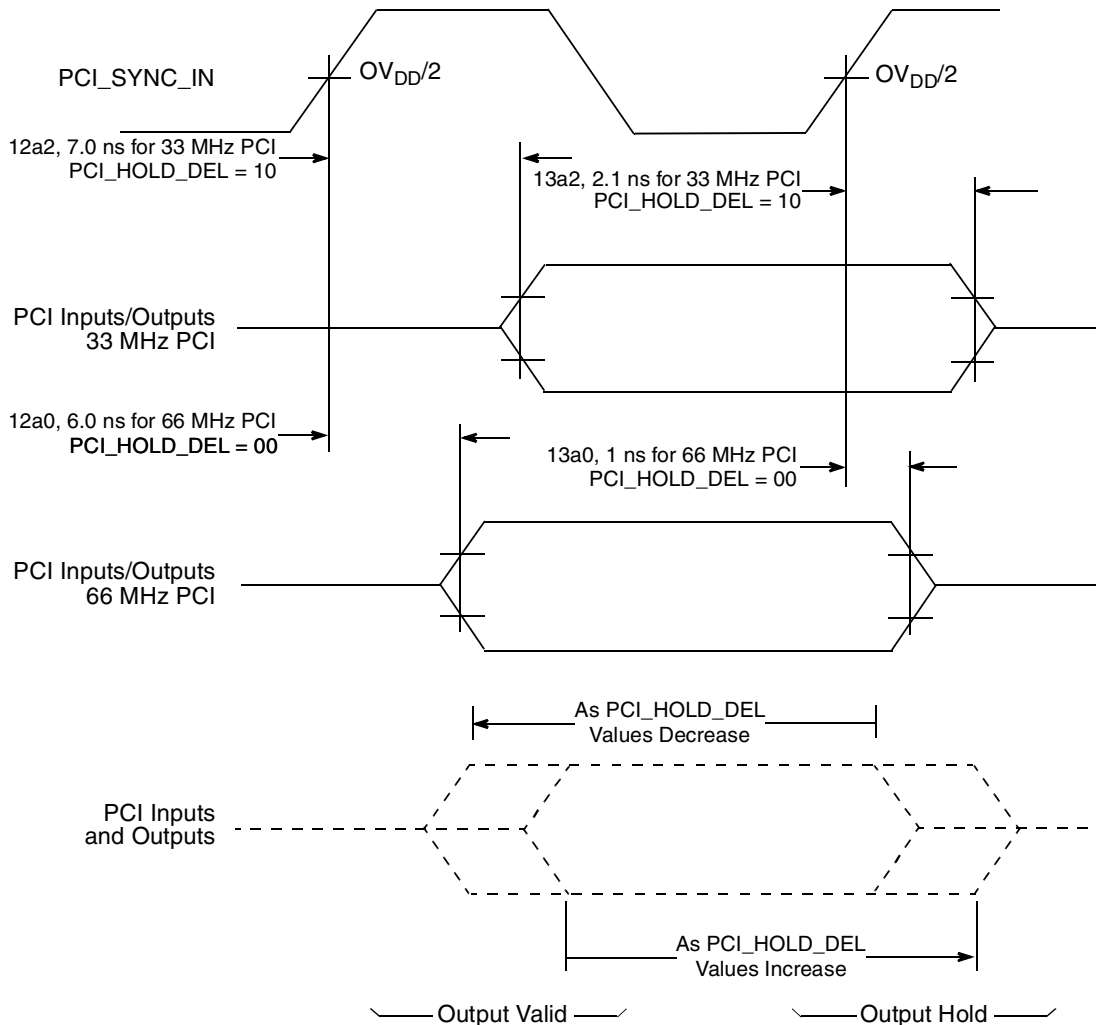 PCI_SYNC_IN
OVDD/2
OVDD/2
12a2, 7.0 ns for 33 MHz PCI
PCI_HOLD_DEL = 10
13a2, 2.1 ns for 33 MHz PCI
PCI_HOLD_DEL = 10
PCI Inputs/Outputs
33 MHz PCI
12a0, 6.0 ns for 66 MHz PCI
PCI_HOLD_DEL = 00
13a0, 1 ns for 66 MHz PCI
PCI_HOLD_DEL = 00
PCI Inputs/Outputs
66 MHz PCI
As PCI_HOLD_DEL
Values Decrease
PCI Inputs
and Outputs
As PCI_HOLD_DEL
Values Increase
Output Valid
Output Hold